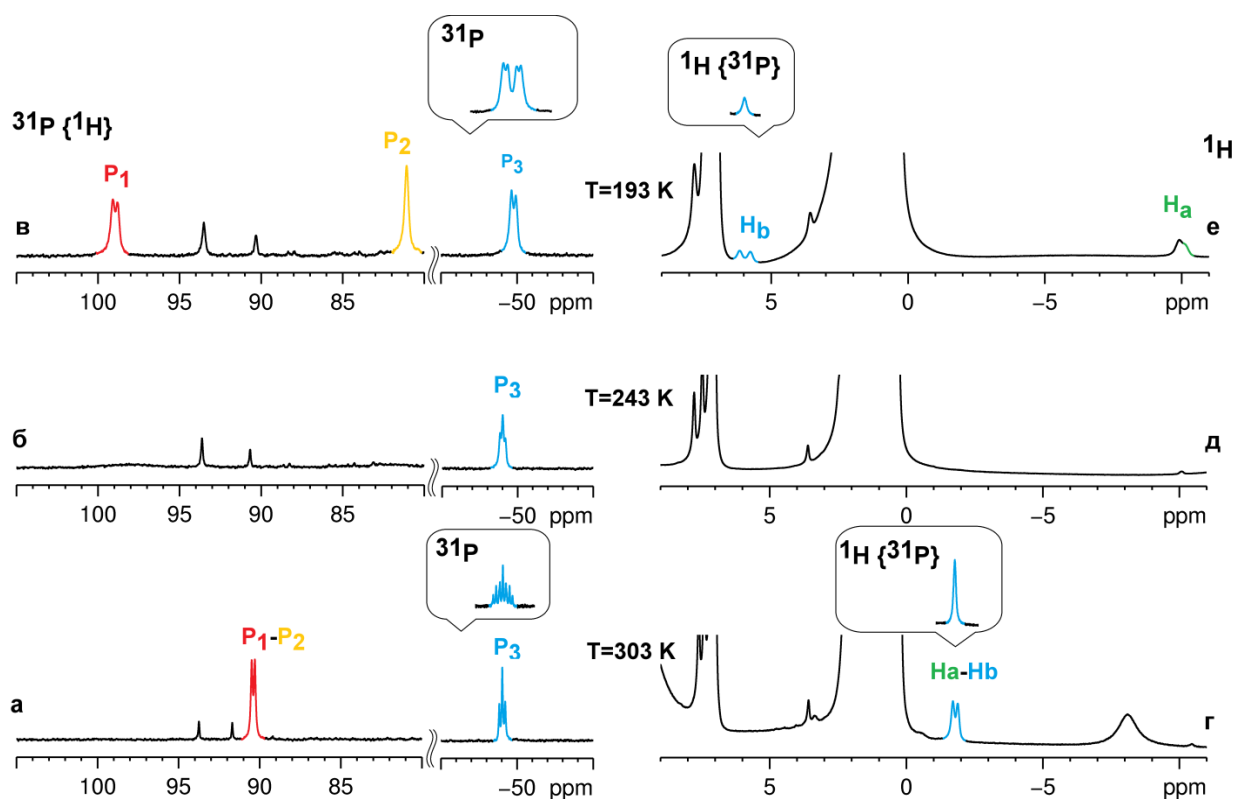 ³¹P
¹H {³¹P}
³¹P {¹H}
¹H
P₁
P₂
P₃
T=193 K
Hb
Ha
в
е
100 95 90 85 −50 ppm
5 0 −5 ppm
P₃
T=243 K
б
д
100 95 90 85 −50 ppm
5 0 −5 ppm
³¹P
¹H {³¹P}
P₁-P₂
P₃
T=303 K
Ha-Hb
а
г
100 95 90 85 −50 ppm
5 0 −5 ppm